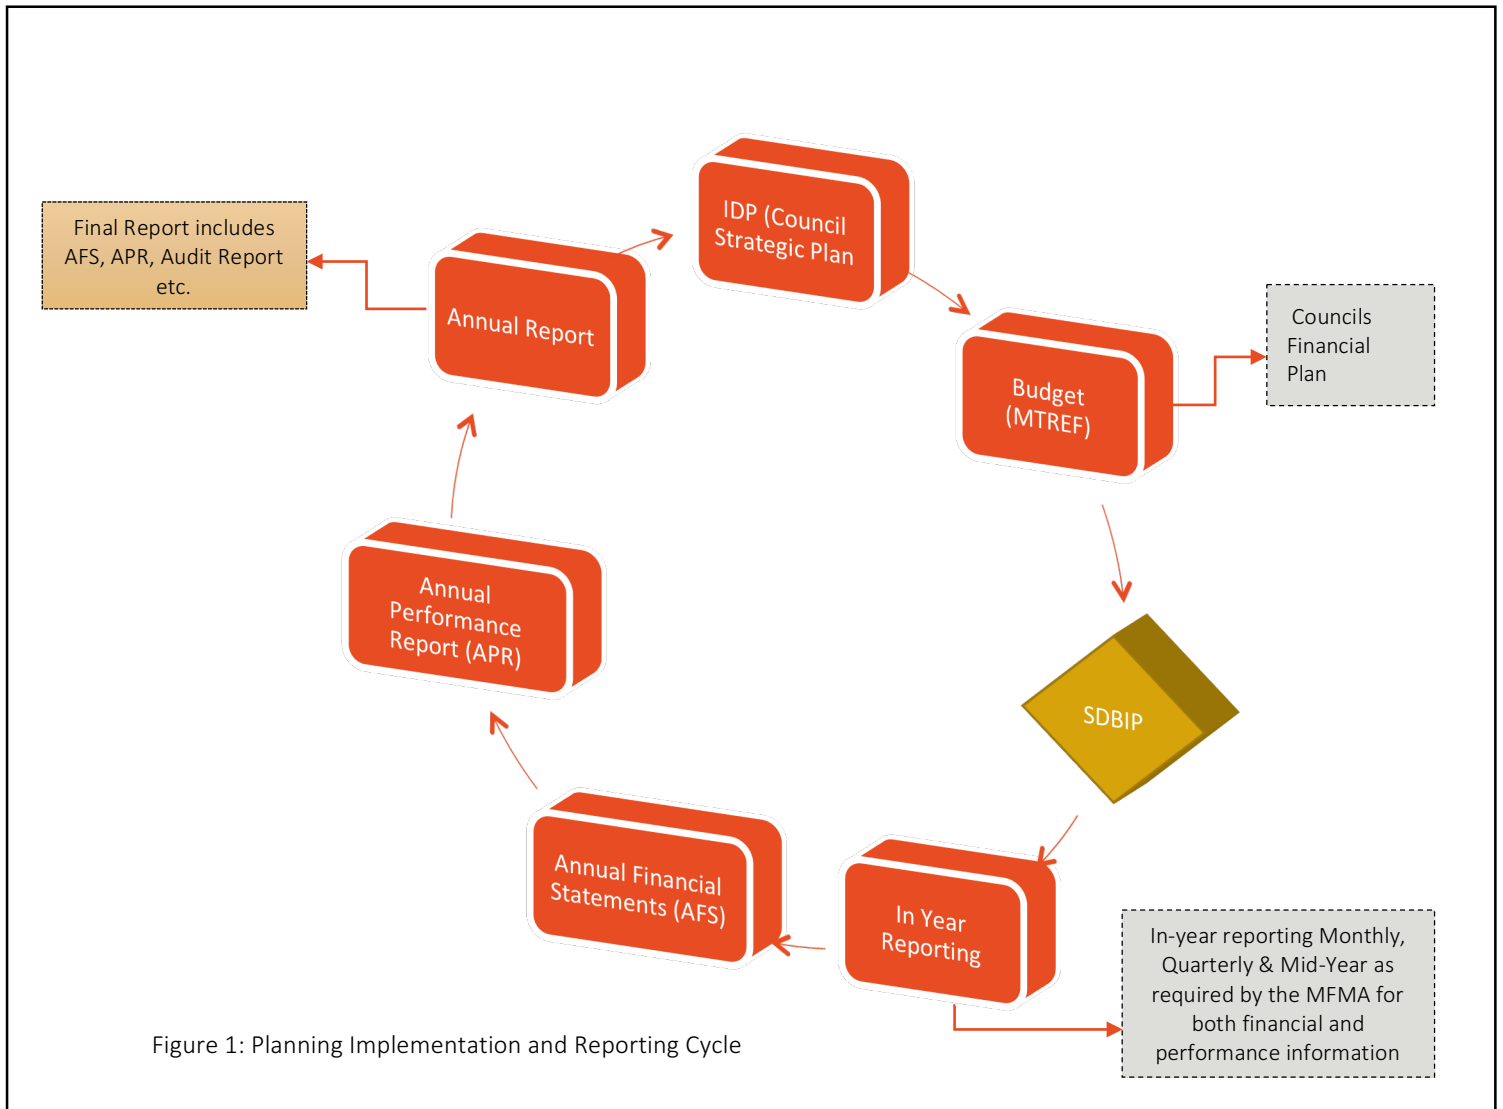 IDP (Council
Strategic Plan
Final Report includes
AFS, APR, Audit Report
etc.
Annual Report
Councils
Financial
Plan
Budget
(MTREF)
Annual
Performance
Report (APR)
SDBIP
Annual Financial
Statements (AFS)
In Year
Reporting
In-year reporting Monthly,
Quarterly & Mid-Year as
required by the MFMA for
both financial and
performance information
Figure 1: Planning Implementation and Reporting Cycle